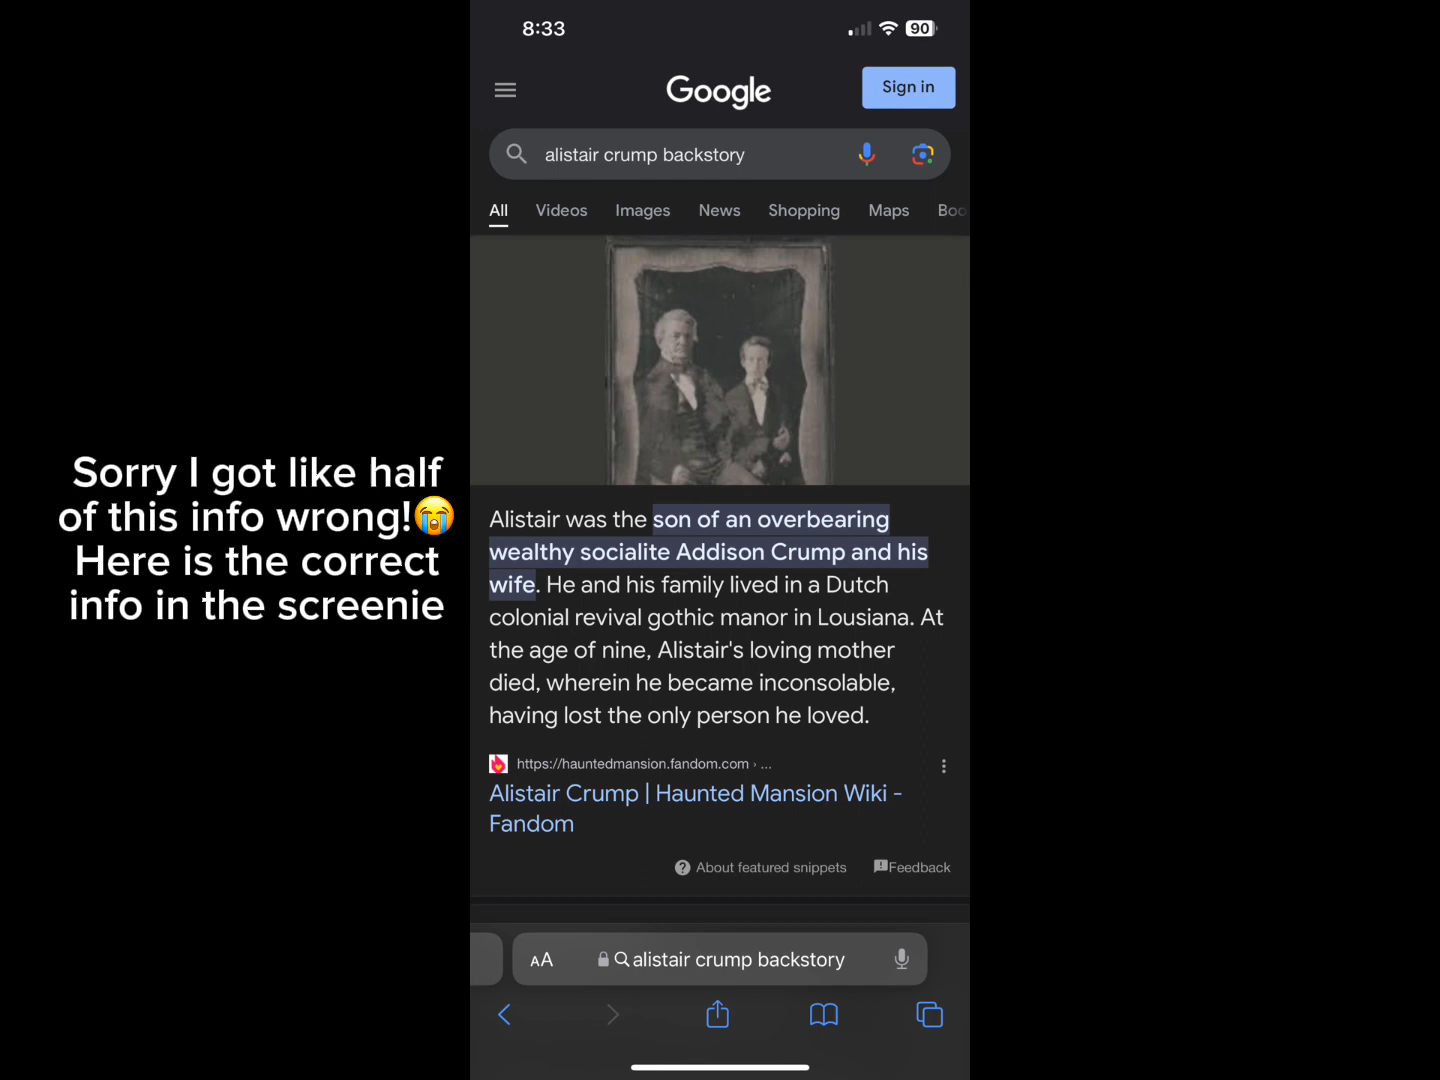 8:33
90
Google
Sign in
alistair crump backstory
All Videos Images News Shopping Maps Boo
Sorry I got like half
of this info wrong!😭
Here is the correct
info in the screenie
Alistair was the son of an overbearing
wealthy socialite Addison Crump and his
wife. He and his family lived in a Dutch
colonial revival gothic manor in Lousiana. At
the age of nine, Alistair's loving mother
died, wherein he became inconsolable,
having lost the only person he loved.
https://hauntedmansion.fandom.com › ...
Alistair Crump | Haunted Mansion Wiki -
Fandom
About featured snippets Feedback
AA alistair crump backstory